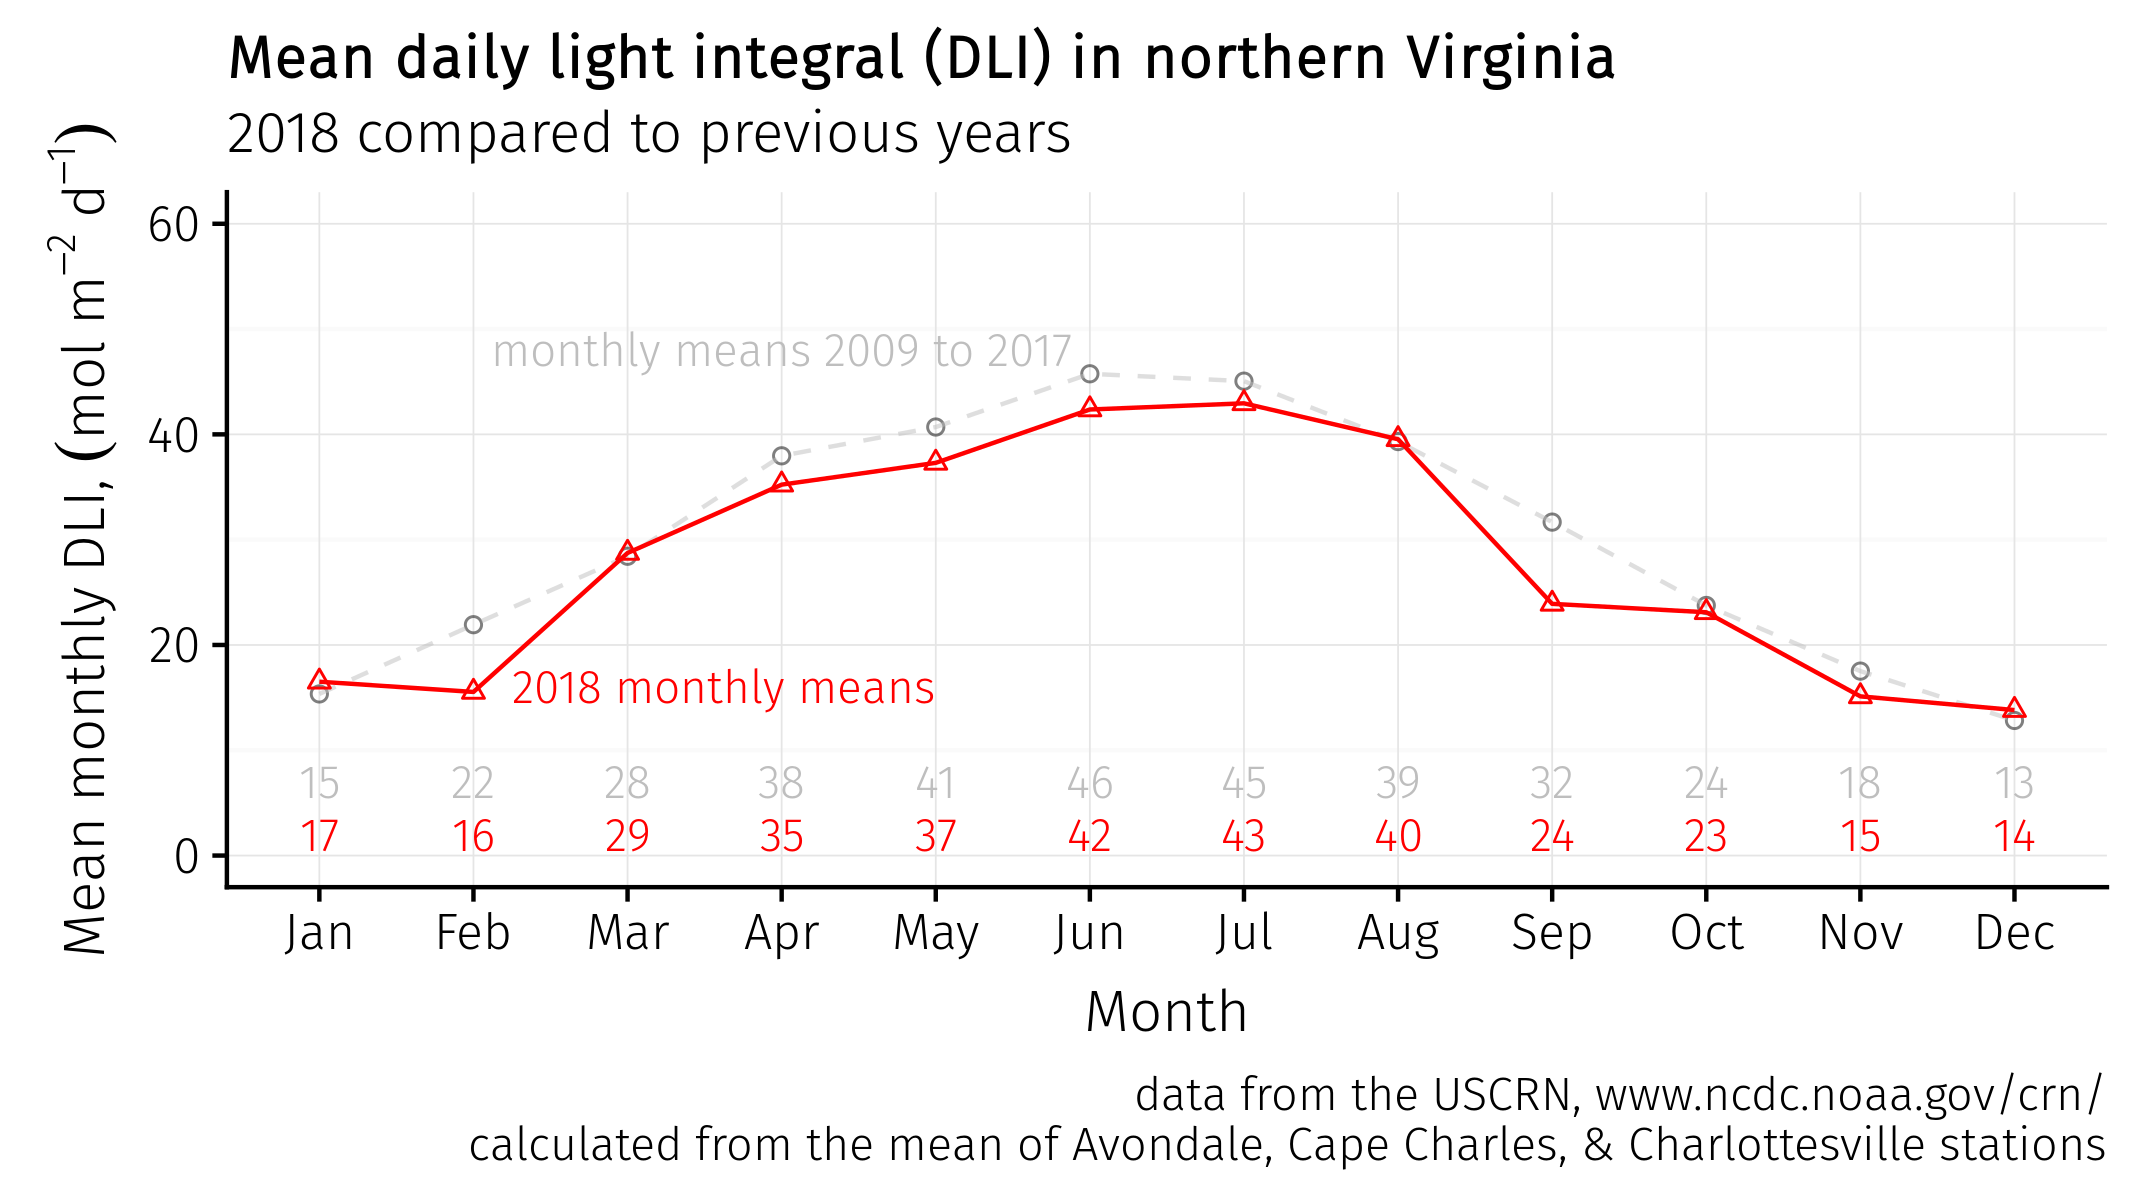 Mean daily light integral (DLI) in northern Virginia
2018 compared to previous years
Mean monthly DLI, (mol m⁻² d⁻¹)
60
40
20
0
monthly means 2009 to 2017
2018 monthly means
15 22 28 38 41 46 45 39 32 24 18 13
17 16 29 35 37 42 43 40 24 23 15 14
Jan Feb Mar Apr May Jun Jul Aug Sep Oct Nov Dec
Month
data from the USCRN, www.ncdc.noaa.gov/crn/
calculated from the mean of Avondale, Cape Charles, & Charlottesville stations